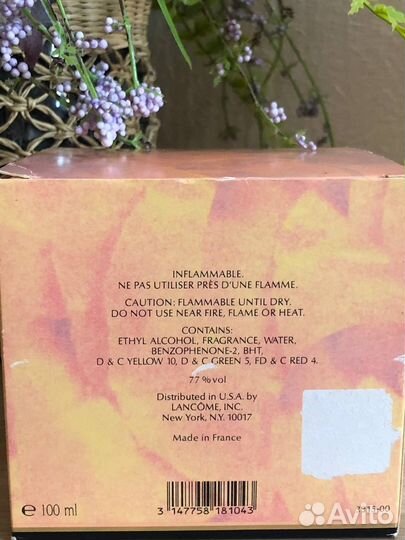 INFLAMMABLE.
NE PAS UTILISER PRÈS D'UNE FLAMME.
CAUTION: FLAMMABLE UNTIL DRY.
DO NOT USE NEAR FIRE, FLAME OR HEAT.
CONTAINS:
ETHYL ALCOHOL, FRAGRANCE, WATER,
BENZOPHENONE-2, BHT,
D & C YELLOW 10, D & C GREEN 5, FD & C RED 4.
77 % vol
Distributed in U.S.A. by
LANCÔME, INC.
New York, N.Y. 10017
Made in France
℮ 100 ml
3 147758 181043
3915-00
Avito